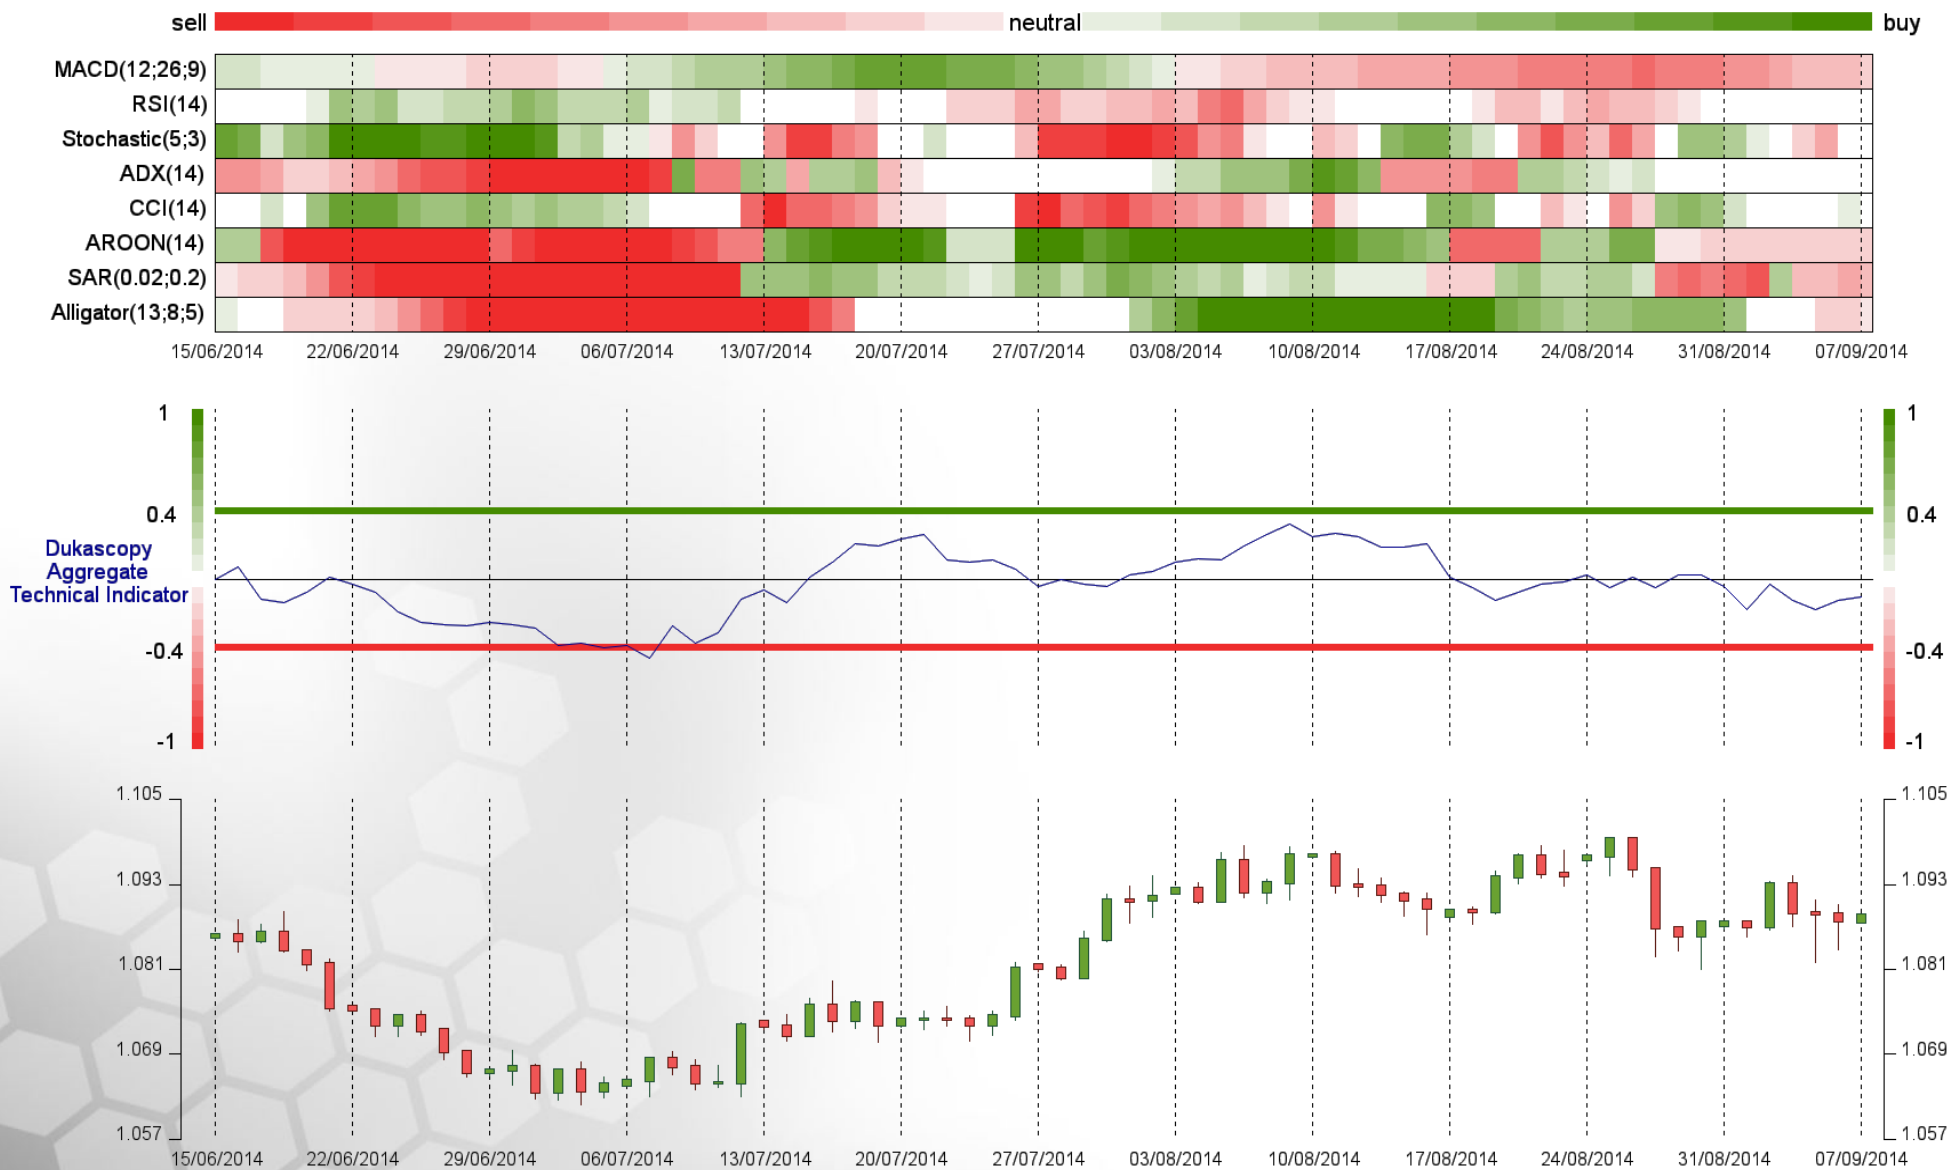 sell neutral buy
MACD(12;26;9)
RSI(14)
Stochastic(5;3)
ADX(14)
CCI(14)
AROON(14)
SAR(0.02;0.2)
Alligator(13;8;5)
15/06/2014 22/06/2014 29/06/2014 06/07/2014 13/07/2014 20/07/2014 27/07/2014 03/08/2014 10/08/2014 17/08/2014 24/08/2014 31/08/2014 07/09/2014
1 1
0.4 0.4
Dukascopy
Aggregate
Technical Indicator
-0.4 -0.4
-1 -1
1.105 1.105
1.093 1.093
1.081 1.081
1.069 1.069
1.057 1.057
15/06/2014 22/06/2014 29/06/2014 06/07/2014 13/07/2014 20/07/2014 27/07/2014 03/08/2014 10/08/2014 17/08/2014 24/08/2014 31/08/2014 07/09/2014